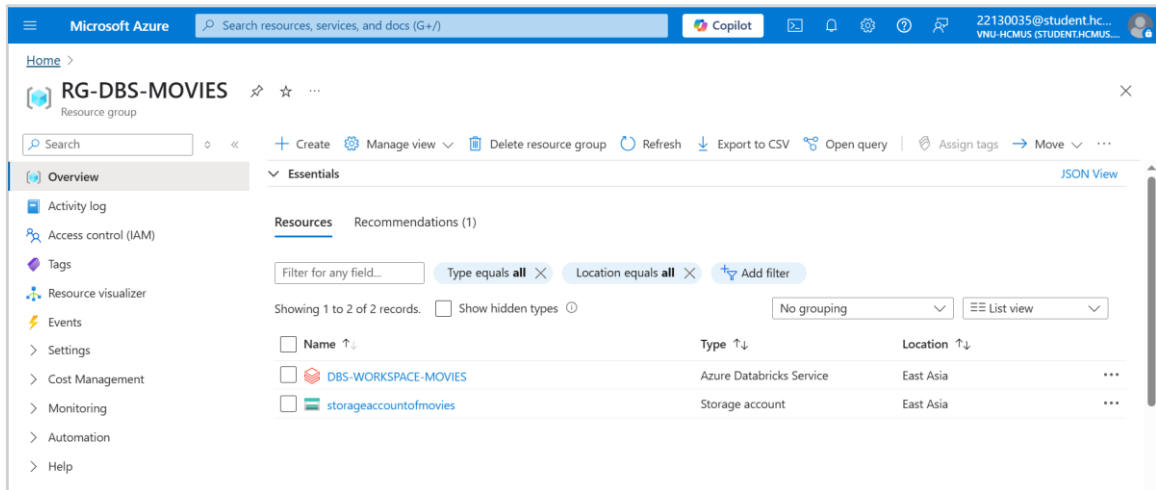 Microsoft Azure
Search resources, services, and docs (G+/)
Copilot
22130035@student.hc...
VNU-HCMUS (STUDENT.HCMUS....
Home >
RG-DBS-MOVIES ...
Resource group
Search
Create
Manage view
Delete resource group
Refresh
Export to CSV
Open query
Assign tags
Move
...
Overview
Activity log
Access control (IAM)
Tags
Resource visualizer
Events
Settings
Cost Management
Monitoring
Automation
Help
Essentials
JSON View
Resources
Recommendations (1)
Filter for any field...
Type equals all
Location equals all
Add filter
Showing 1 to 2 of 2 records.
Show hidden types
No grouping
List view
Name
Type
Location
DBS-WORKSPACE-MOVIES
Azure Databricks Service
East Asia
...
storageaccountofmovies
Storage account
East Asia
...